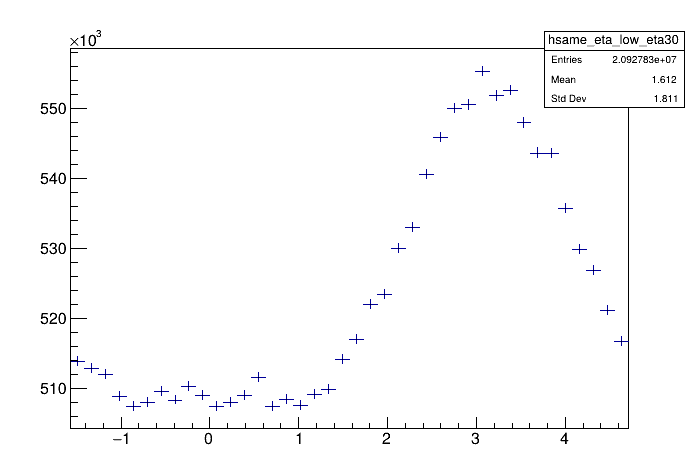 ×10³
hsame_eta_low_eta30
Entries 2.092783e+07
Mean 1.612
Std Dev 1.811
550
540
530
520
510
−1 0 1 2 3 4